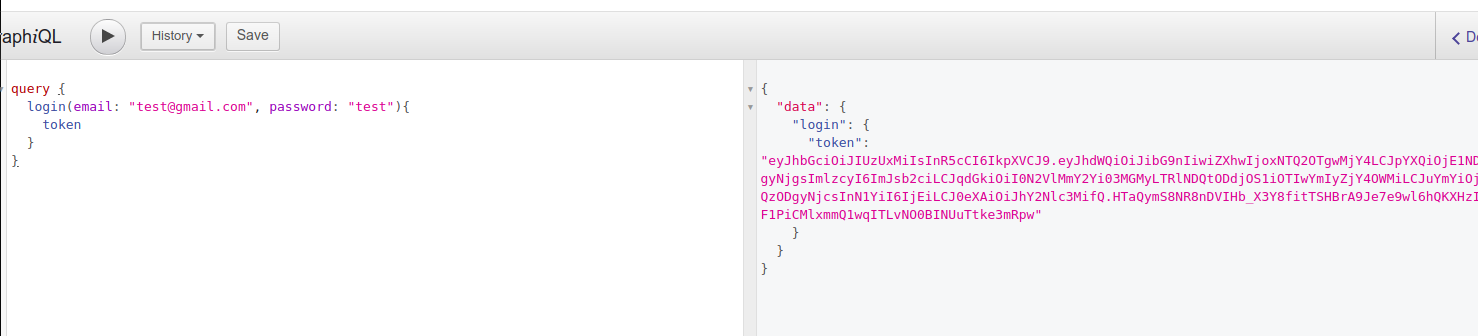 aphiQL
History
Save
query {
login(email: "test@gmail.com", password: "test"){
token
}
}
{
"data": {
"login": {
"token":
"eyJhbGciOiJIUzUxMiIsInR5cCI6IkpXVCJ9.eyJhdWQiOiJibG9nIiwiZXhwIjoxNTQ2OTgwMjY4LCJpYXQiOjE1ND
gyNjgsImlzcyI6ImJsb2ciLCJqdGkiOiI0N2VlMmY2Yi03MGMyLTRlNDQtODdjOS1iOTIwYmIyZjY4OWMiLCJuYmYiOj
QzODgyNjcsInN1YiI6IjEiLCJ0eXAiOiJhY2Nlc3MifQ.HTaQymS8NR8nDVIHb_X3Y8fitTSHBrA9Je7e9wl6hQKXHzI
F1PiCMlxmmQ1wqITLvNO0BINUuTtke3mRpw"
}
}
}